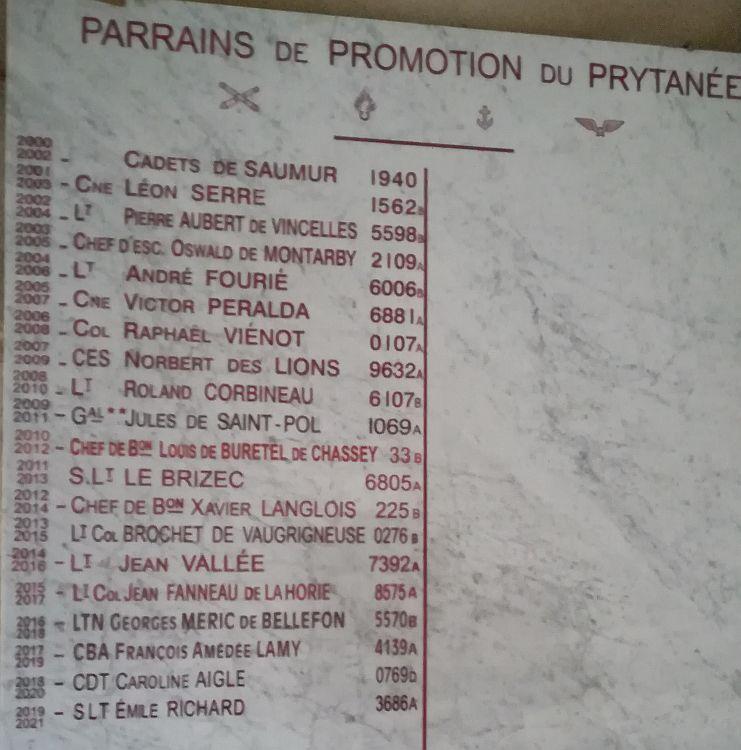 PARRAINS DE PROMOTION DU PRYTANÉE
2000 2002 - CADETS DE SAUMUR 1940
2001 2003 - CNE LÉON SERRE 1562B
2002 2004 - LT PIERRE AUBERT DE VINCELLES 5598B
2003 2005 - CHEF D'ESC. OSWALD DE MONTARBY 2109A
2004 2006 - LT ANDRÉ FOURIÉ 6006B
2005 2007 - CNE VICTOR PERALDA 6881A
2006 2008 - COL RAPHAËL VIÉNOT 0107A
2007 2009 - CES NORBERT DES LIONS 9632A
2008 2010 - LT ROLAND CORBINEAU 6107B
2009 2011 - GAL ** JULES DE SAINT-POL 1069A
2010 2012 - CHEF DE BON LOUIS DE BURETEL DE CHASSEY 33B
2011 2013 S.LT LE BRIZEC 6805A
2012 2014 - CHEF DE BON XAVIER LANGLOIS 225B
2013 2015 LT COL BROCHET DE VAUGRIGNEUSE 0276B
2014 2016 - LT JEAN VALLÉE 7392A
2015 2017 - LT COL JEAN FANNEAU DE LA HORIE 8575A
2016 2018 - LTN GEORGES MERIC DE BELLEFON 5570B
2017 2019 - CBA FRANÇOIS AMÉDÉE LAMY 4139A
2018 2020 - CDT CAROLINE AIGLE 0769b
2019 2021 - SLT ÉMILE RICHARD 3686A